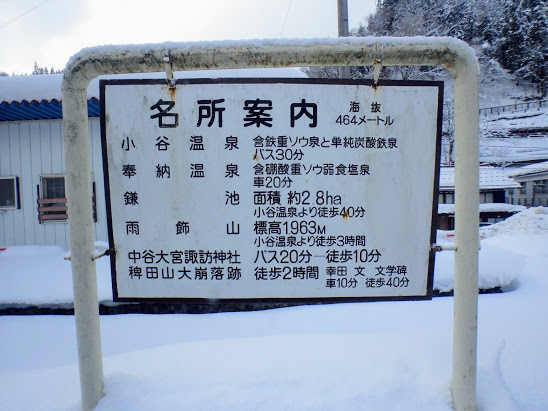 名所案内 海抜 464メートル
小谷温泉 含鉄重ソウ泉と単純炭酸鉄泉
バス30分
奉納温泉 含硼酸重ソウ弱食塩泉
車20分
鎌池 面積 約2.8ha
小谷温泉より徒歩40分
雨飾山 標高1963M
小谷温泉より徒歩3時間
中谷大宮諏訪神社 バス20分―徒歩10分
稗田山大崩落跡 徒歩2時間 幸田 文 文学碑
車10分 徒歩40分